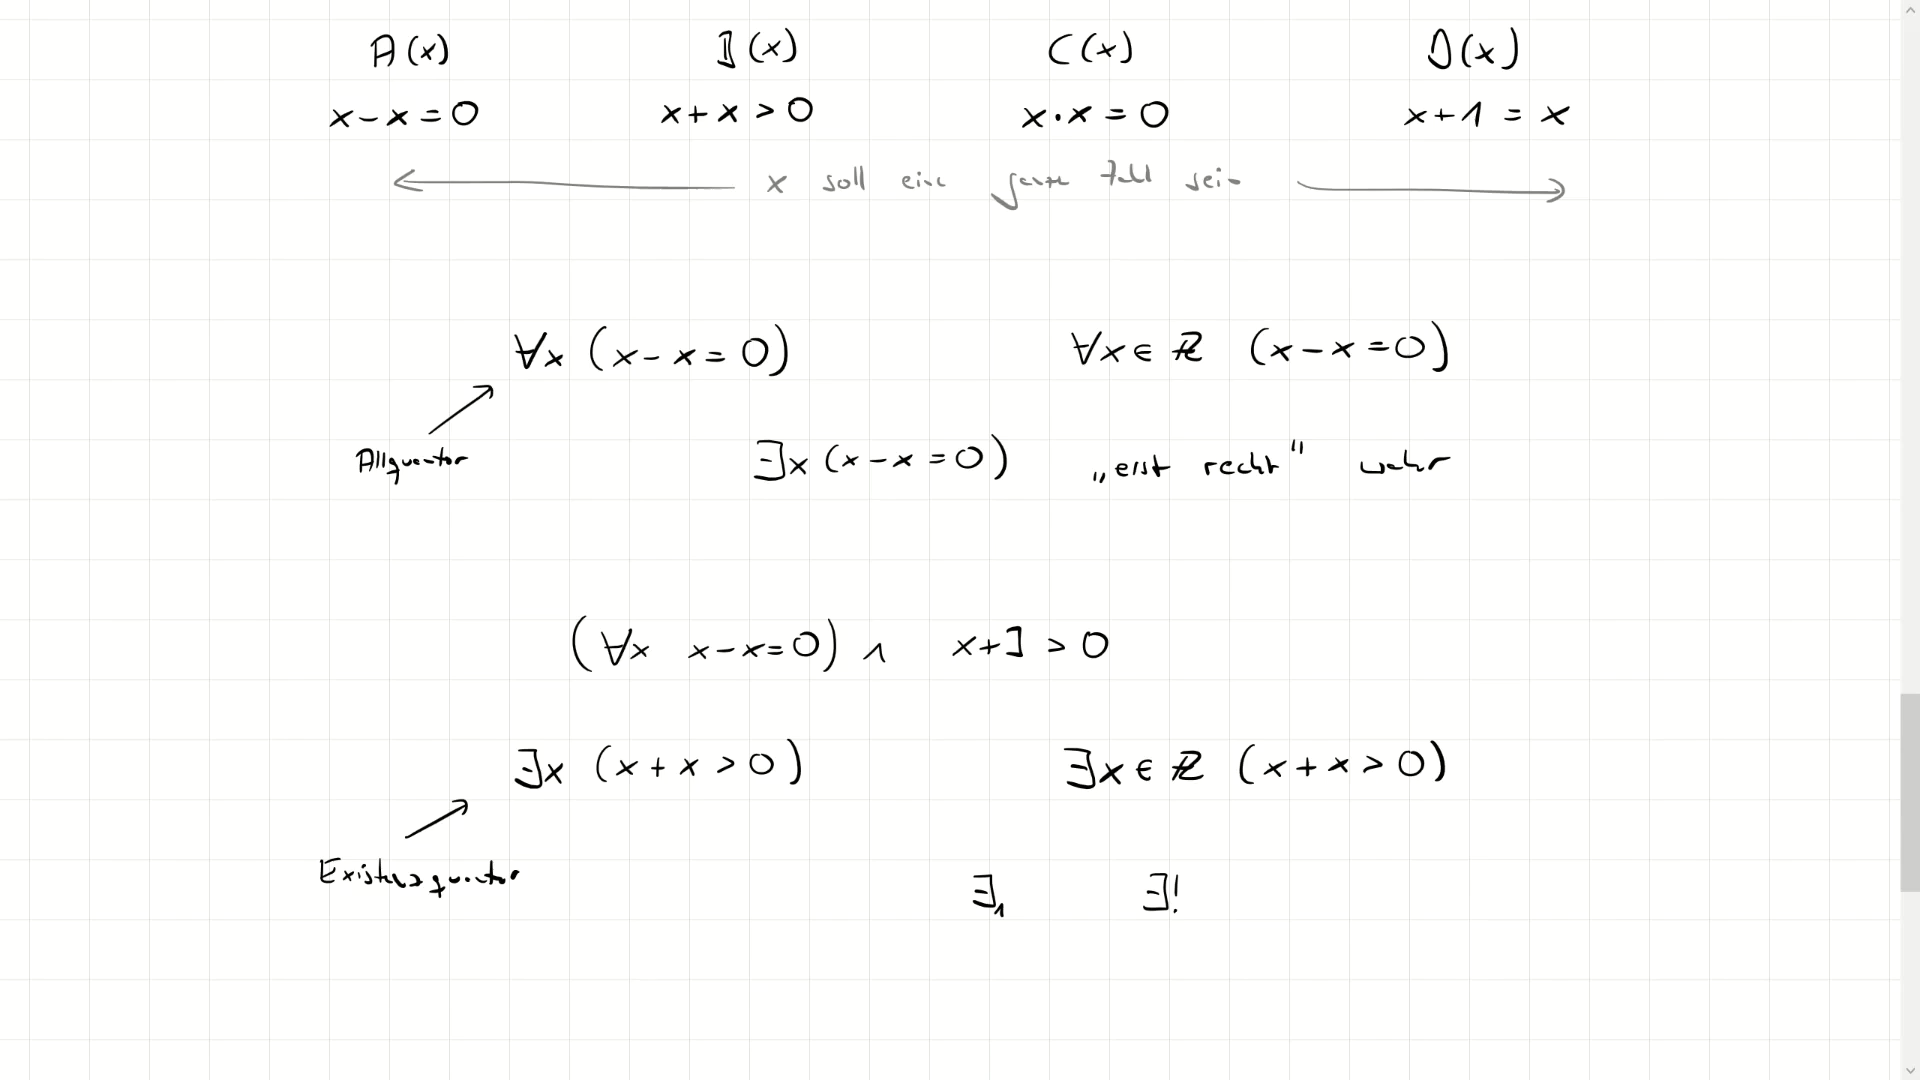 A(x) B(x) C(x) D(x)
x-x=0 x+x>0 x·x=0 x+1=x
x soll eine ganze Zahl sein
∀x (x-x=0) ∀x∈ℤ (x-x=0)
Allquantor ∃x (x-x=0) „erst recht" wahr
(∀x x-x=0) ∧ x+3>0
∃x (x+x>0) ∃x∈ℤ (x+x>0)
Existenzquantor ∃₁ ∃!